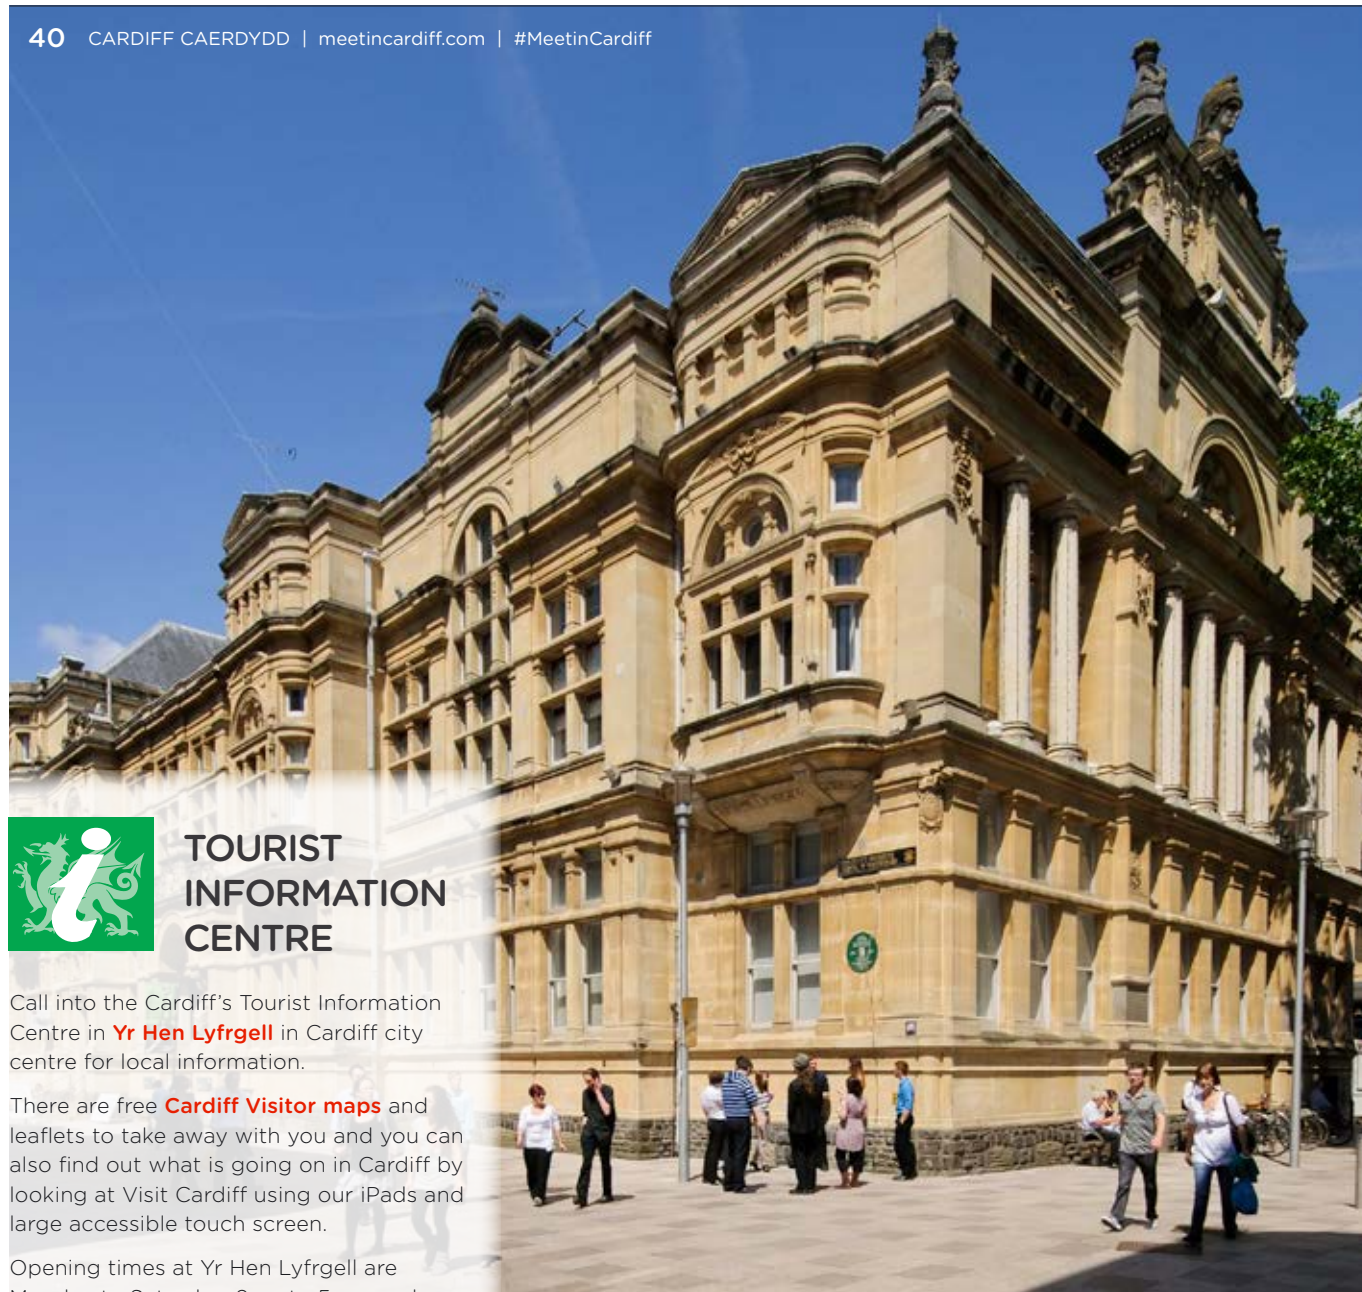 40 CARDIFF CAERDYDD | meetincardiff.com | #MeetinCardiff
i
TOURIST
INFORMATION
CENTRE
Call into the Cardiff's Tourist Information
Centre in Yr Hen Lyfrgell in Cardiff city
centre for local information.
There are free Cardiff Visitor maps and
leaflets to take away with you and you can
also find out what is going on in Cardiff by
looking at Visit Cardiff using our iPads and
large accessible touch screen.
Opening times at Yr Hen Lyfrgell are